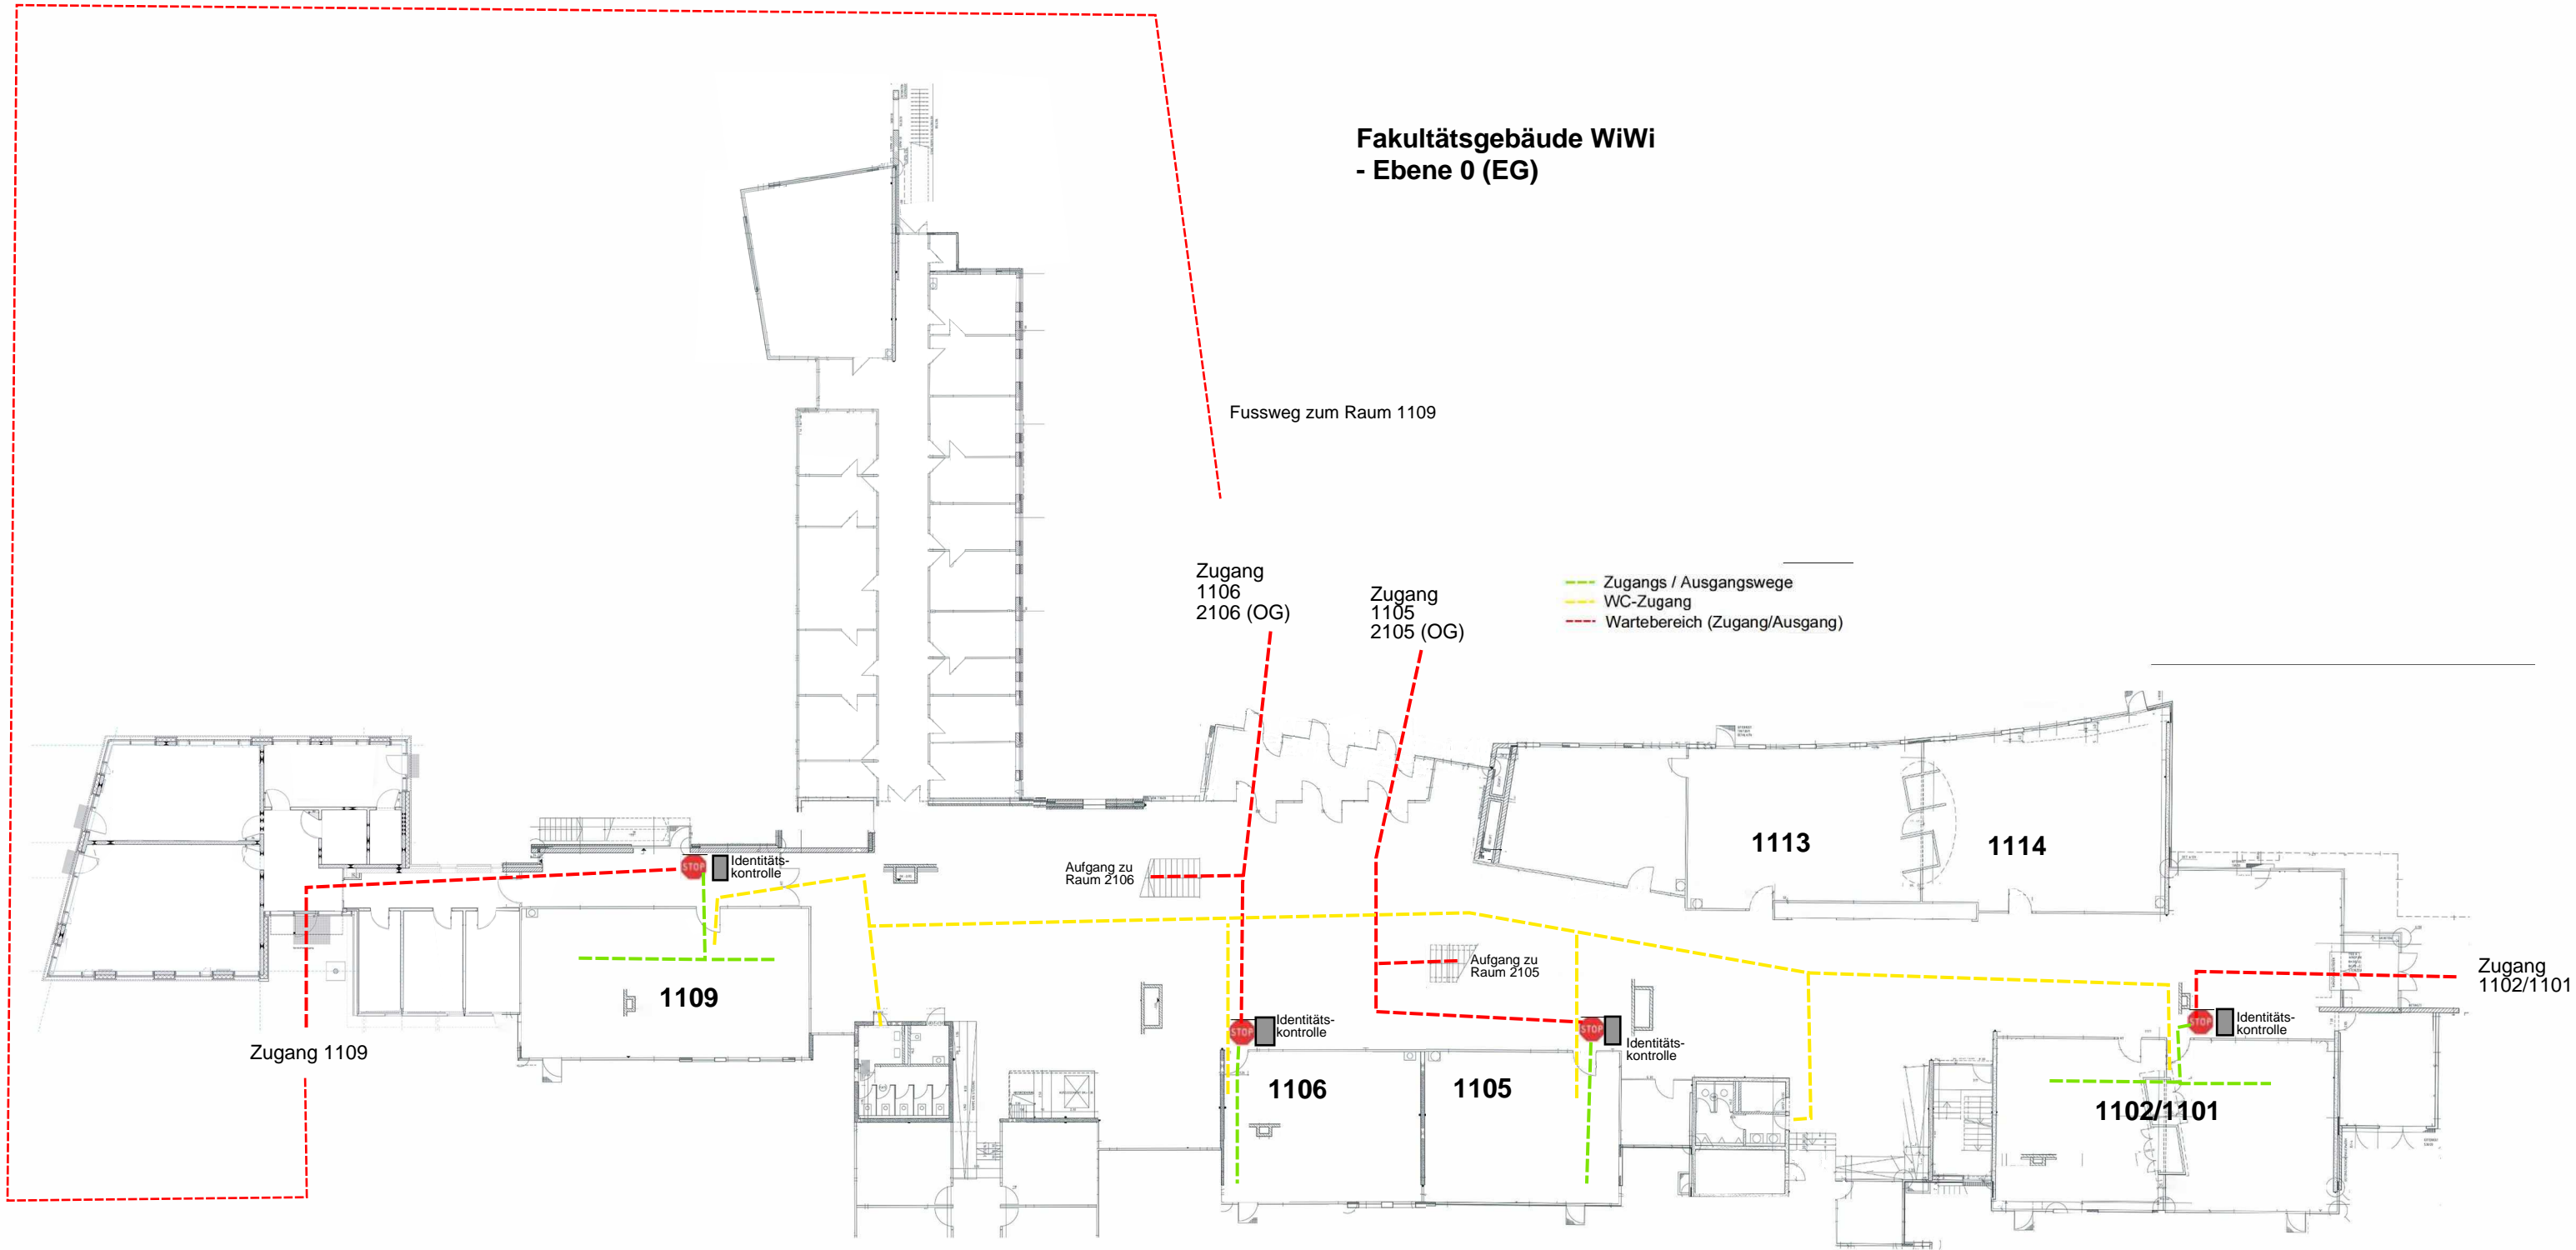 Fakultätsgebäude WiWi
- Ebene 0 (EG)
Fussweg zum Raum 1109
Zugang
1106
2106 (OG)
Zugang
1105
2105 (OG)
Zugangs / Ausgangswege
WC-Zugang
Wartebereich (Zugang/Ausgang)
1113
1114
STOP
Identitäts-
kontrolle
Aufgang zu
Raum 2106
Aufgang zu
Raum 2105
Zugang
1102/1101
1109
Zugang 1109
STOP
Identitäts-
kontrolle
STOP
Identitäts-
kontrolle
STOP
Identitäts-
kontrolle
1106
1105
1102/1101